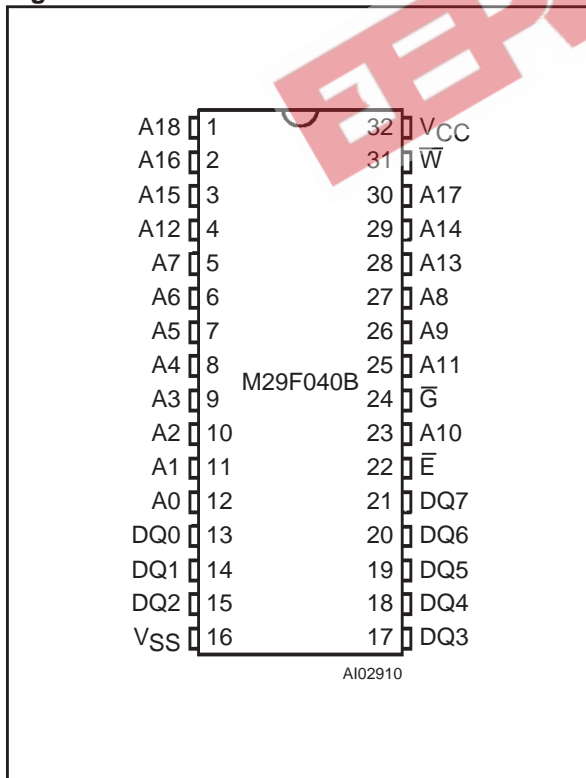 A18 1 32 VCC
A16 2 31 W̅
A15 3 30 A17
A12 4 29 A14
A7 5 28 A13
A6 6 27 A8
A5 7 26 A9
A4 8 25 A11
M29F040B
A3 9 24 G̅
A2 10 23 A10
A1 11 22 E̅
A0 12 21 DQ7
DQ0 13 20 DQ6
DQ1 14 19 DQ5
DQ2 15 18 DQ4
VSS 16 17 DQ3
AI02910